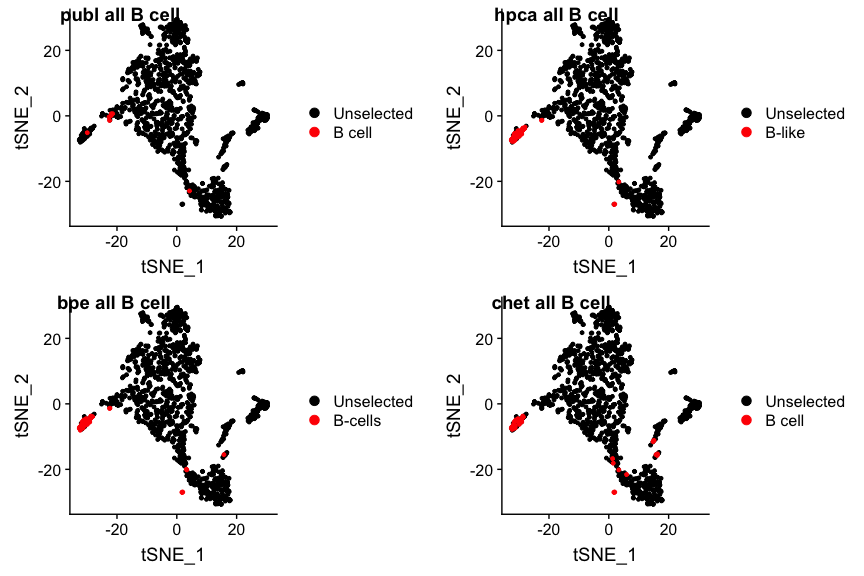 publ all B cell
20
0
-20
tSNE_2
-20
0
20
tSNE_1
Unselected
B cell
hpca all B cell
20
0
-20
tSNE_2
-20
0
20
tSNE_1
Unselected
B-like
bpe all B cell
20
0
-20
tSNE_2
-20
0
20
tSNE_1
Unselected
B-cells
chet all B cell
20
0
-20
tSNE_2
-20
0
20
tSNE_1
Unselected
B cell